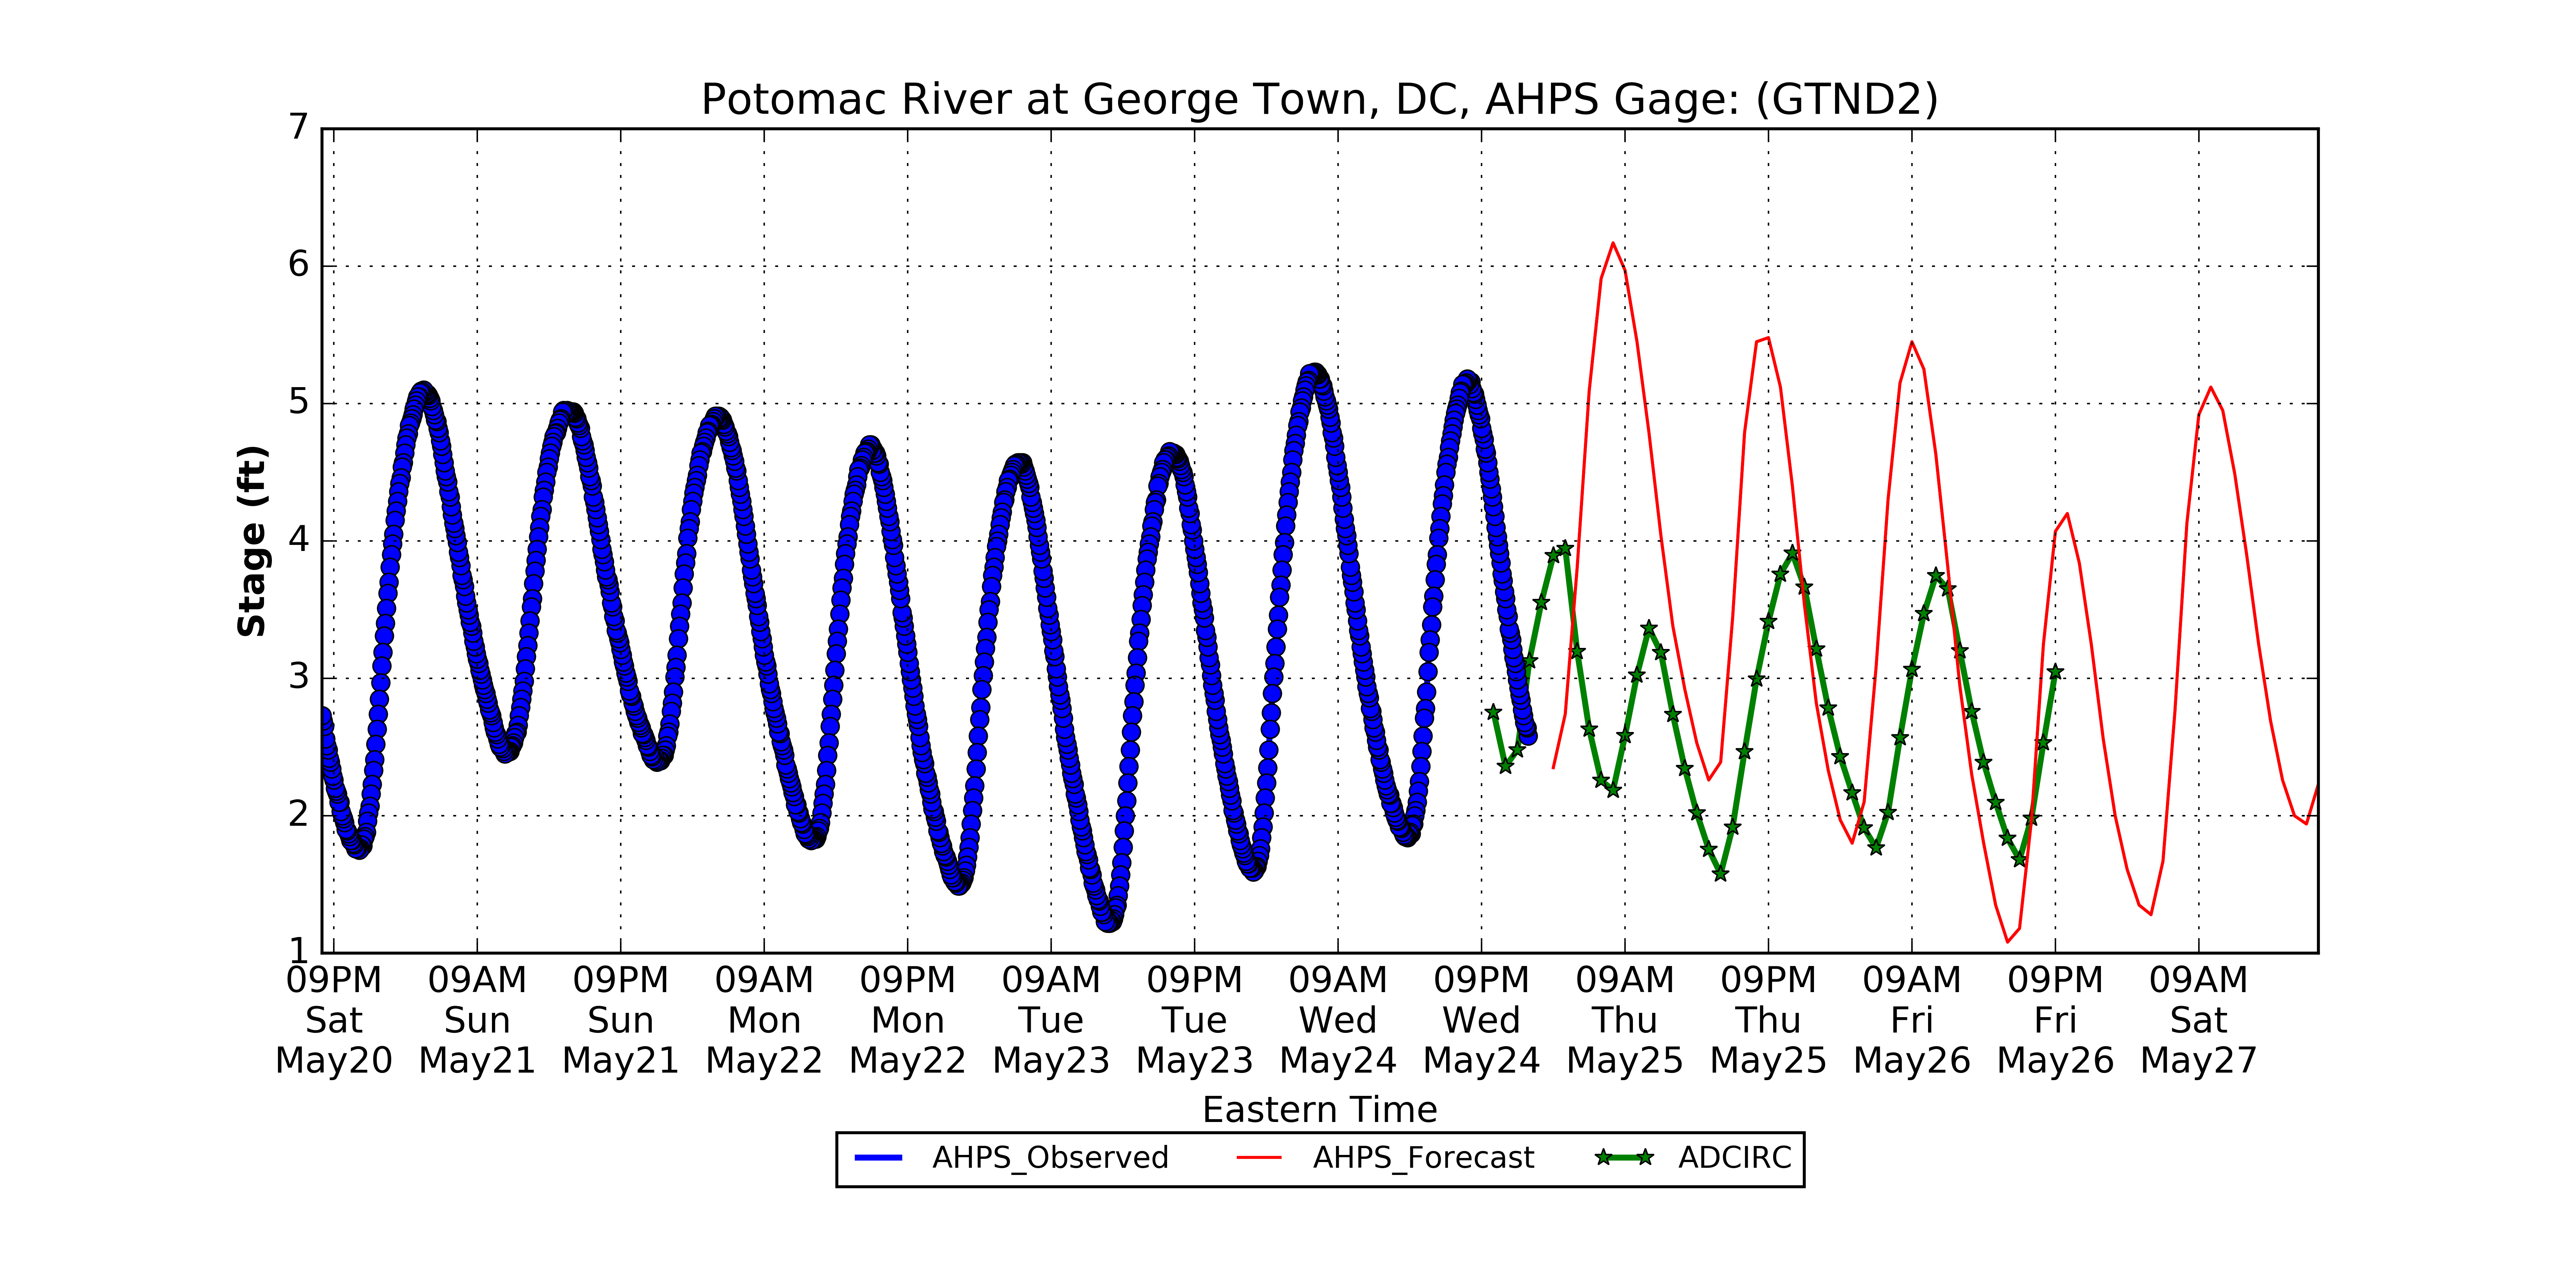 Potomac River at George Town, DC, AHPS Gage: (GTND2)
7
6
5
4
3
2
1
Stage (ft)
09PM 09AM 09PM 09AM 09PM 09AM 09PM 09AM 09PM 09AM 09PM 09AM 09PM 09AM
Sat Sun Sun Mon Mon Tue Tue Wed Wed Thu Thu Fri Fri Sat
May20 May21 May21 May22 May22 May23 May23 May24 May24 May25 May25 May26 May26 May27
Eastern Time
AHPS_Observed AHPS_Forecast ADCIRC